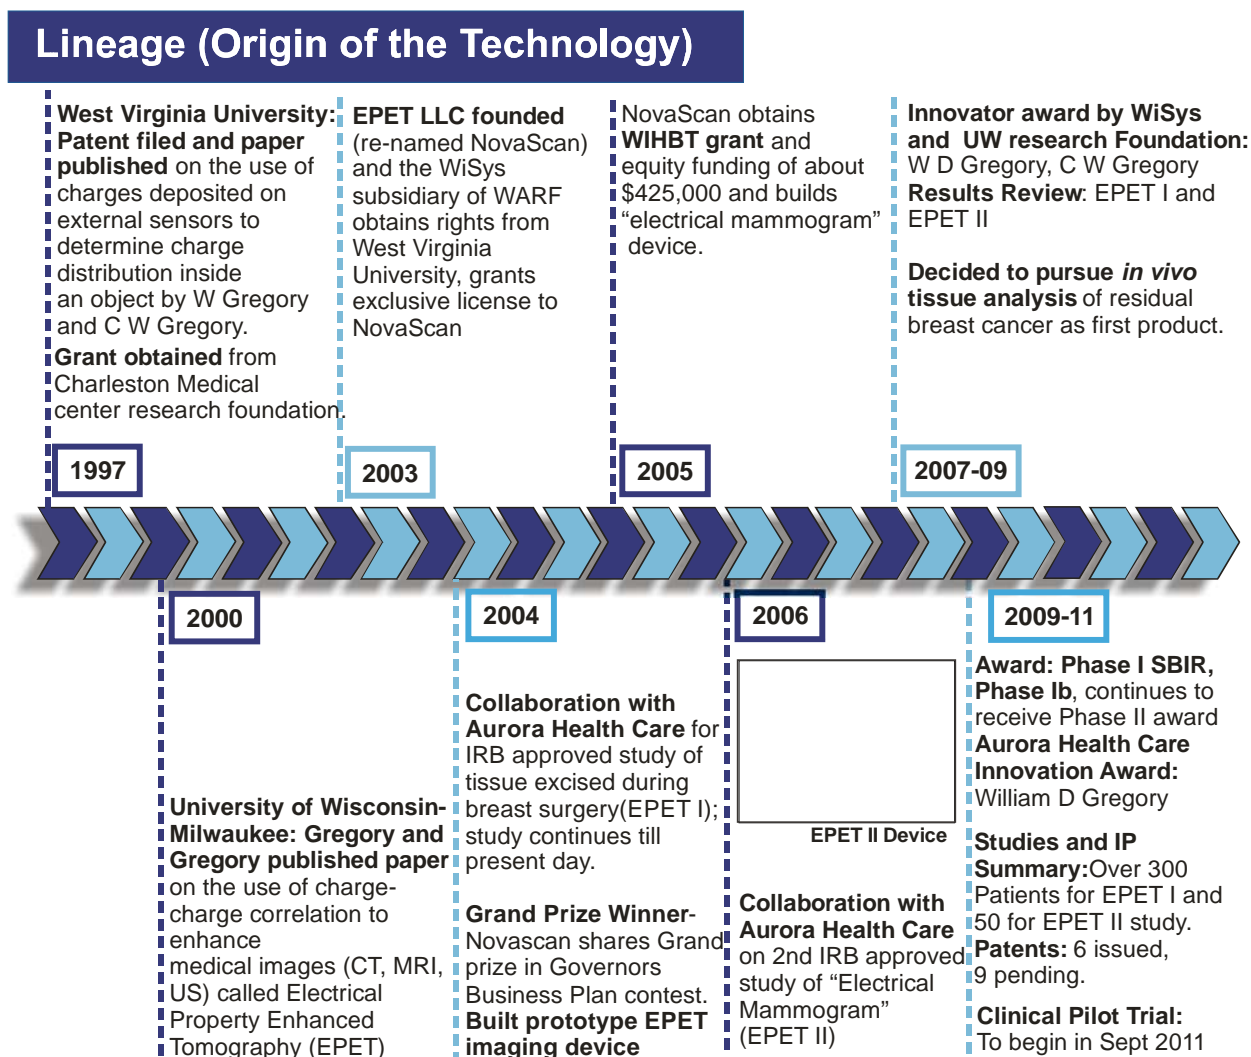 Lineage (Origin of the Technology)
West Virginia University:
Patent filed and paper
published on the use of
charges deposited on
external sensors to
determine charge
distribution inside
an object by W Gregory
and C W Gregory.
Grant obtained from
Charleston Medical
center research foundation.
1997
EPET LLC founded
(re-named NovaScan)
and the WiSys
subsidiary of WARF
obtains rights from
West Virginia
University, grants
exclusive license to
NovaScan
2003
NovaScan obtains
WIHBT grant and
equity funding of about
$425,000 and builds
“electrical mammogram”
device.
2005
Innovator award by WiSys
and UW research Foundation:
W D Gregory, C W Gregory
Results Review: EPET I and
EPET II
Decided to pursue in vivo
tissue analysis of residual
breast cancer as first product.
2007-09
2000
University of Wisconsin-
Milwaukee: Gregory and
Gregory published paper
on the use of charge-
charge correlation to
enhance
medical images (CT, MRI,
US) called Electrical
Property Enhanced
Tomography (EPET)
2004
Collaboration with
Aurora Health Care for
IRB approved study of
tissue excised during
breast surgery(EPET I);
study continues till
present day.
Grand Prize Winner-
Novascan shares Grand
prize in Governors
Business Plan contest.
Built prototype EPET
imaging device
2006
EPET II Device
Collaboration with
Aurora Health Care
on 2nd IRB approved
study of “Electrical
Mammogram”
(EPET II)
2009-11
Award: Phase I SBIR,
Phase Ib, continues to
receive Phase II award
Aurora Health Care
Innovation Award:
William D Gregory
Studies and IP
Summary:Over 300
Patients for EPET I and
50 for EPET II study.
Patents: 6 issued,
9 pending.
Clinical Pilot Trial:
To begin in Sept 2011